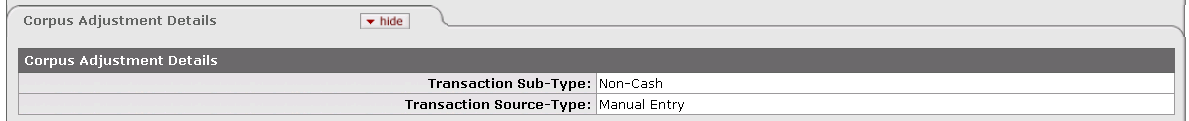 Corpus Adjustment Details hide
Corpus Adjustment Details
Transaction Sub-Type: Non-Cash
Transaction Source-Type: Manual Entry